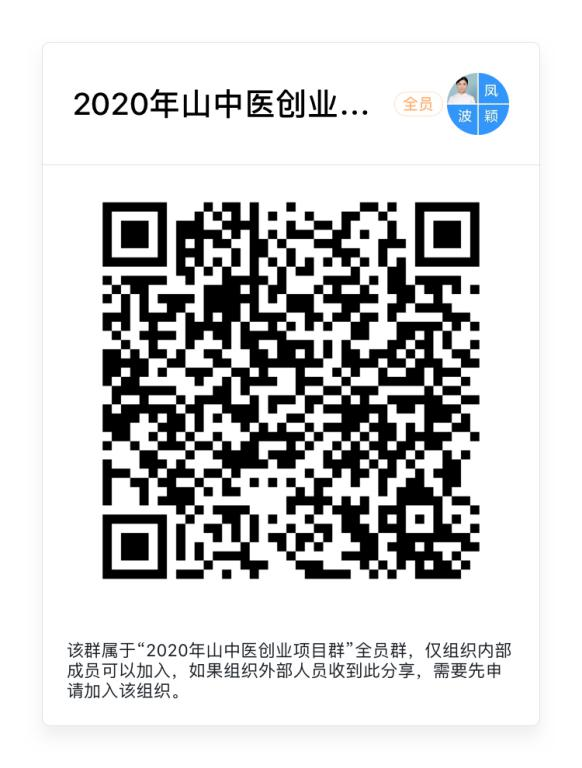 2020年山中医创业...
全员
凤
波 颖
该群属于“2020年山中医创业项目群”全员群，仅组织内部
成员可以加入，如果组织外部人员收到此分享，需要先申
请加入该组织。